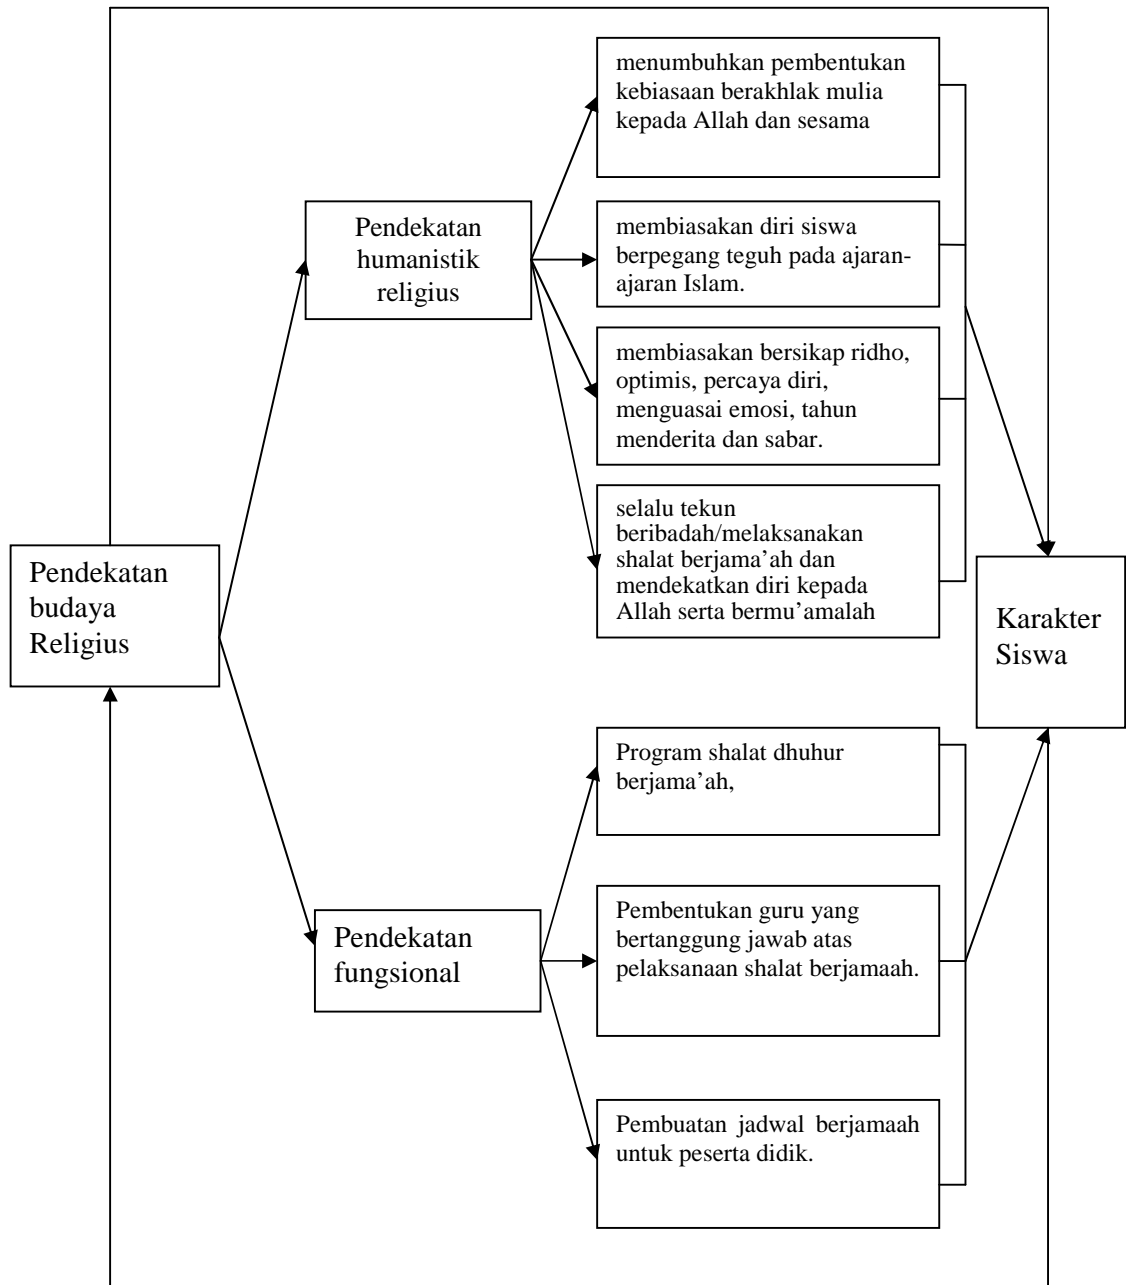 menumbuhkan pembentukan
kebiasaan berakhlak mulia
kepada Allah dan sesama
Pendekatan
humanistik
religius
membiasakan diri siswa
berpegang teguh pada ajaran-
ajaran Islam.
membiasakan bersikap ridho,
optimis, percaya diri,
menguasai emosi, tahun
menderita dan sabar.
selalu tekun
beribadah/melaksanakan
shalat berjama’ah dan
mendekatkan diri kepada
Allah serta bermu’amalah
Pendekatan
budaya
Religius
Karakter
Siswa
Program shalat dhuhur
berjama’ah,
Pendekatan
fungsional
Pembentukan guru yang
bertanggung jawab atas
pelaksanaan shalat berjamaah.
Pembuatan jadwal berjamaah
untuk peserta didik.